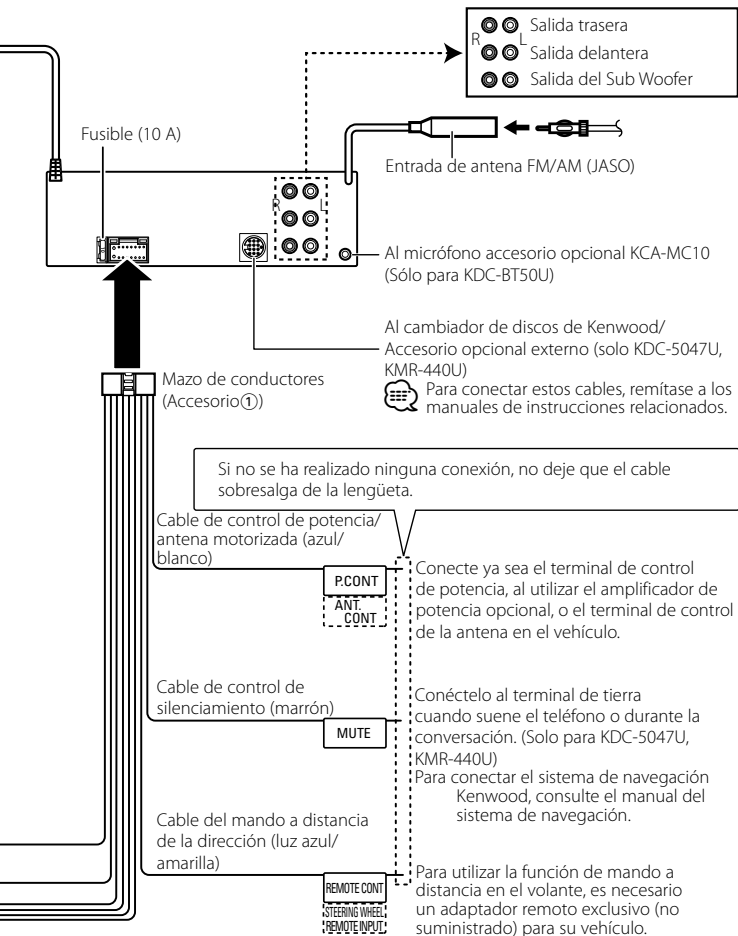 R L
Salida trasera
Salida delantera
Salida del Sub Woofer
Fusible (10 A)
Entrada de antena FM/AM (JASO)
R L
Al micrófono accesorio opcional KCA-MC10
(Sólo para KDC-BT50U)
Al cambiador de discos de Kenwood/
Accesorio opcional externo (solo KDC-5047U,
KMR-440U)
Para conectar estos cables, remítase a los
manuales de instrucciones relacionados.
Mazo de conductores
(Accesorio①)
Si no se ha realizado ninguna conexión, no deje que el cable
sobresalga de la lengüeta.
Cable de control de potencia/
antena motorizada (azul/
blanco)
P.CONT
ANT.
CONT
Conecte ya sea el terminal de control
de potencia, al utilizar el amplificador de
potencia opcional, o el terminal de control
de la antena en el vehículo.
Cable de control de
silenciamiento (marrón)
MUTE
Conéctelo al terminal de tierra
cuando suene el teléfono o durante la
conversación. (Solo para KDC-5047U,
KMR-440U)
Para conectar el sistema de navegación
Kenwood, consulte el manual del
sistema de navegación.
Cable del mando a distancia
de la dirección (luz azul/
amarilla)
REMOTE CONT
STEERING WHEEL
REMOTE INPUT
Para utilizar la función de mando a
distancia en el volante, es necesario
un adaptador remoto exclusivo (no
suministrado) para su vehículo.